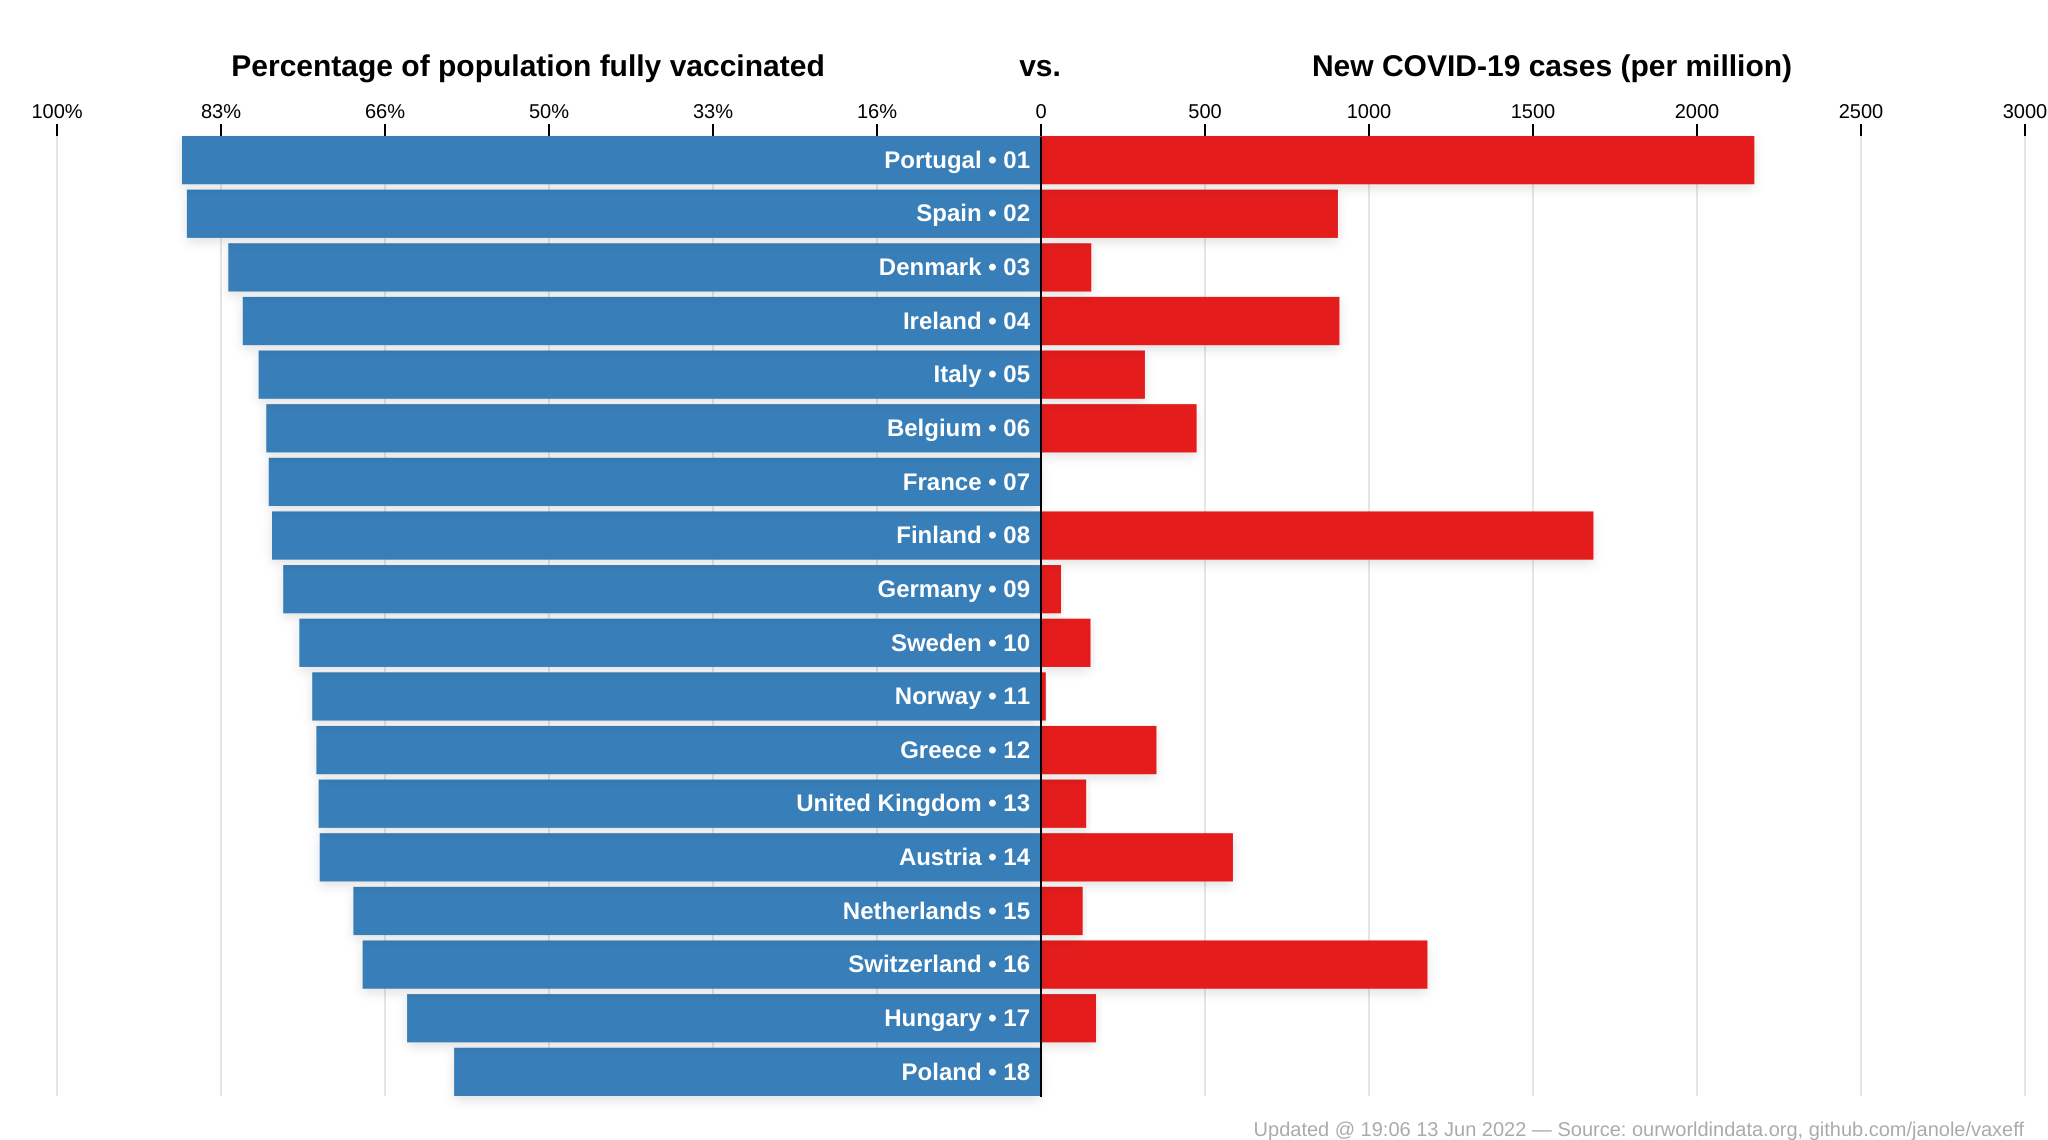 Percentage of population fully vaccinated vs. New COVID-19 cases (per million)
100% 83% 66% 50% 33% 16% 0 500 1000 1500 2000 2500 3000
Portugal • 01
Spain • 02
Denmark • 03
Ireland • 04
Italy • 05
Belgium • 06
France • 07
Finland • 08
Germany • 09
Sweden • 10
Norway • 11
Greece • 12
United Kingdom • 13
Austria • 14
Netherlands • 15
Switzerland • 16
Hungary • 17
Poland • 18
Updated @ 19:06 13 Jun 2022 — Source: ourworldindata.org, github.com/janole/vaxeff